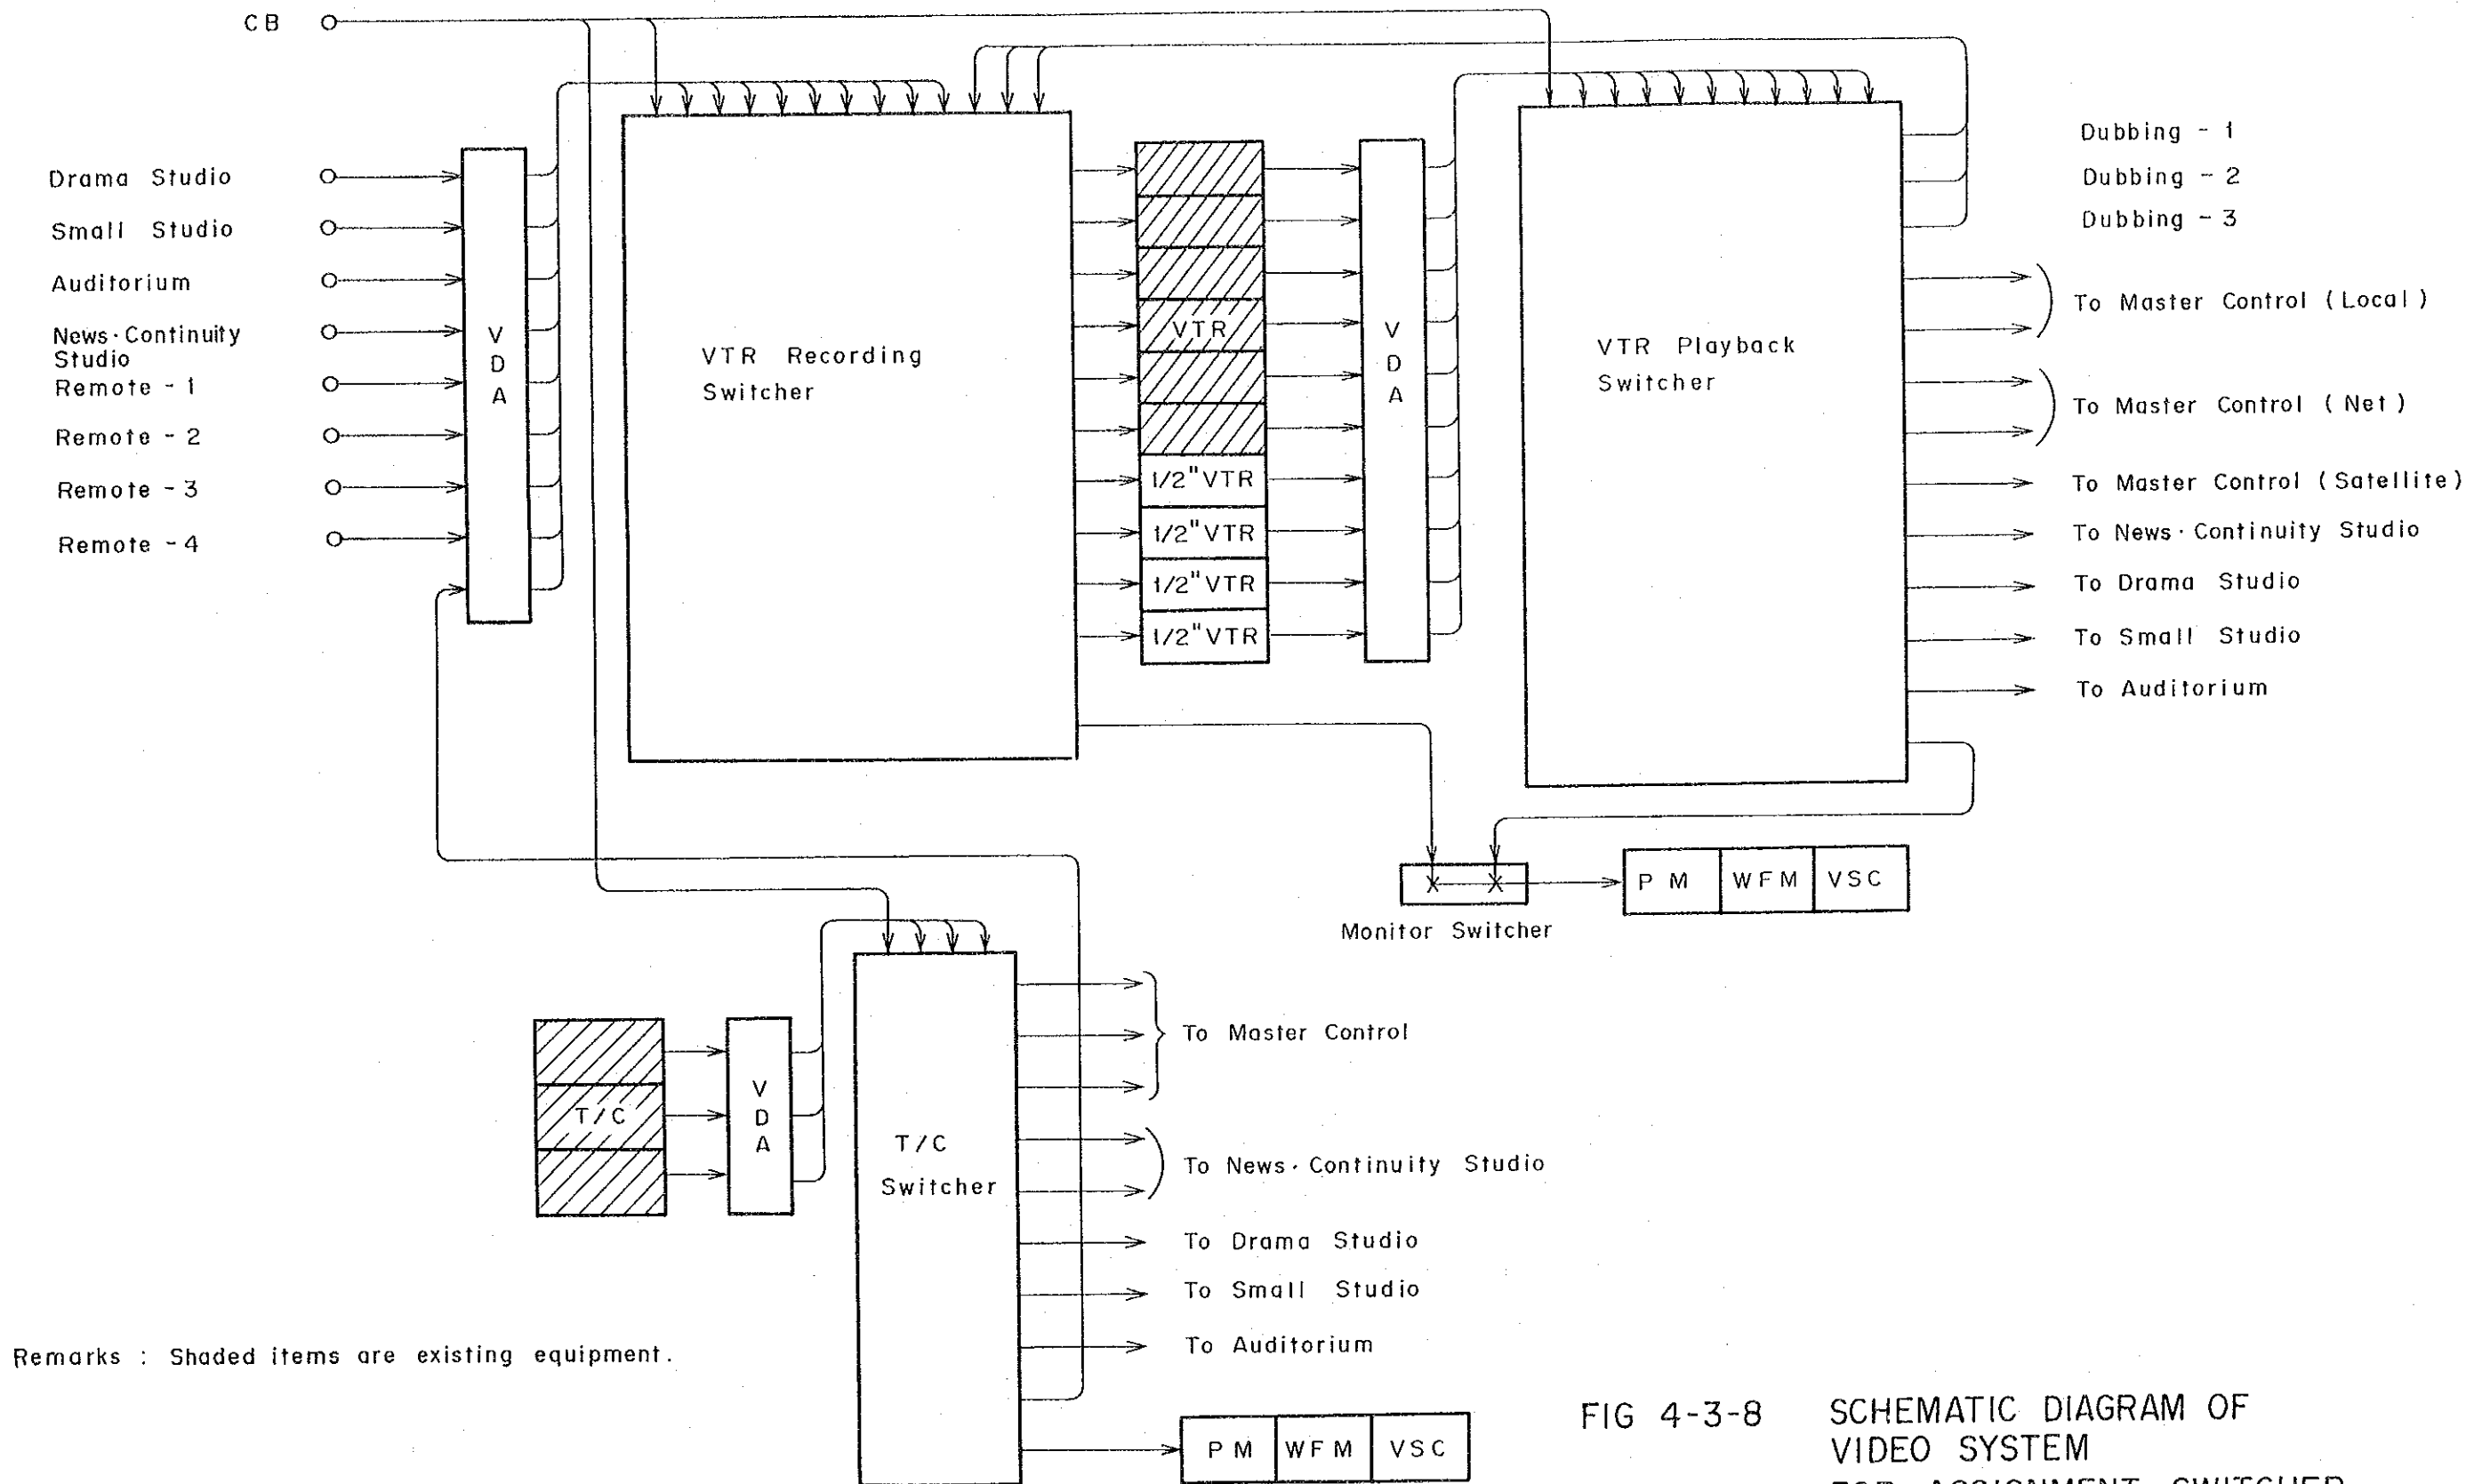 CB
Drama Studio
Small Studio
Auditorium
News·Continuity
Studio
Remote - 1
Remote - 2
Remote - 3
Remote - 4
V
D
A
VTR Recording
Switcher
VTR
1/2" VTR
1/2" VTR
1/2" VTR
1/2" VTR
V
D
A
VTR Playback
Switcher
Dubbing - 1
Dubbing - 2
Dubbing - 3
To Master Control (Local)
To Master Control (Net)
To Master Control (Satellite)
To News·Continuity Studio
To Drama Studio
To Small Studio
To Auditorium
Monitor Switcher
PM WFM VSC
T/C
V
D
A
T/C
Switcher
To Master Control
To News·Continuity Studio
To Drama Studio
To Small Studio
To Auditorium
PM WFM VSC
Remarks : Shaded items are existing equipment.
FIG 4-3-8 SCHEMATIC DIAGRAM OF
VIDEO SYSTEM
FOR ASSIGNMENT SWITCHER